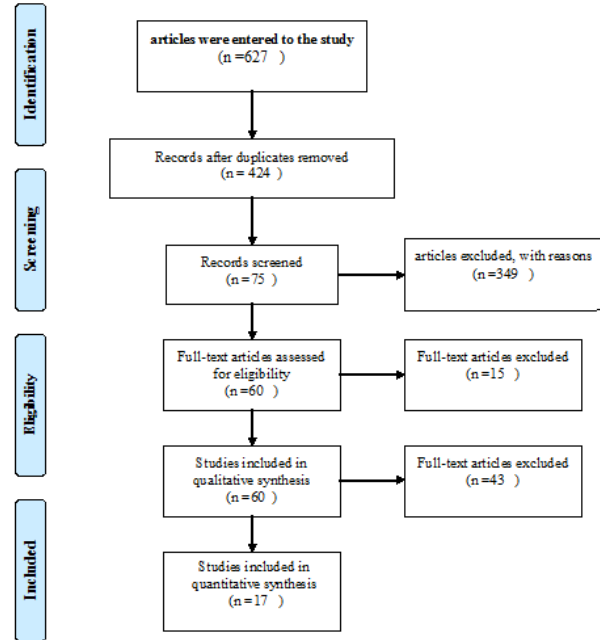 Identification
articles were entered to the study
(n =627 )
Records after duplicates removed
(n = 424 )
Screening
Records screened
(n =75 )
articles excluded, with reasons
(n =349 )
Eligibility
Full-text articles assessed
for eligibility
(n =60 )
Full-text articles excluded
(n =15 )
Studies included in
qualitative synthesis
(n =60 )
Full-text articles excluded
(n =43 )
Included
Studies included in
quantitative synthesis
(n =17 )